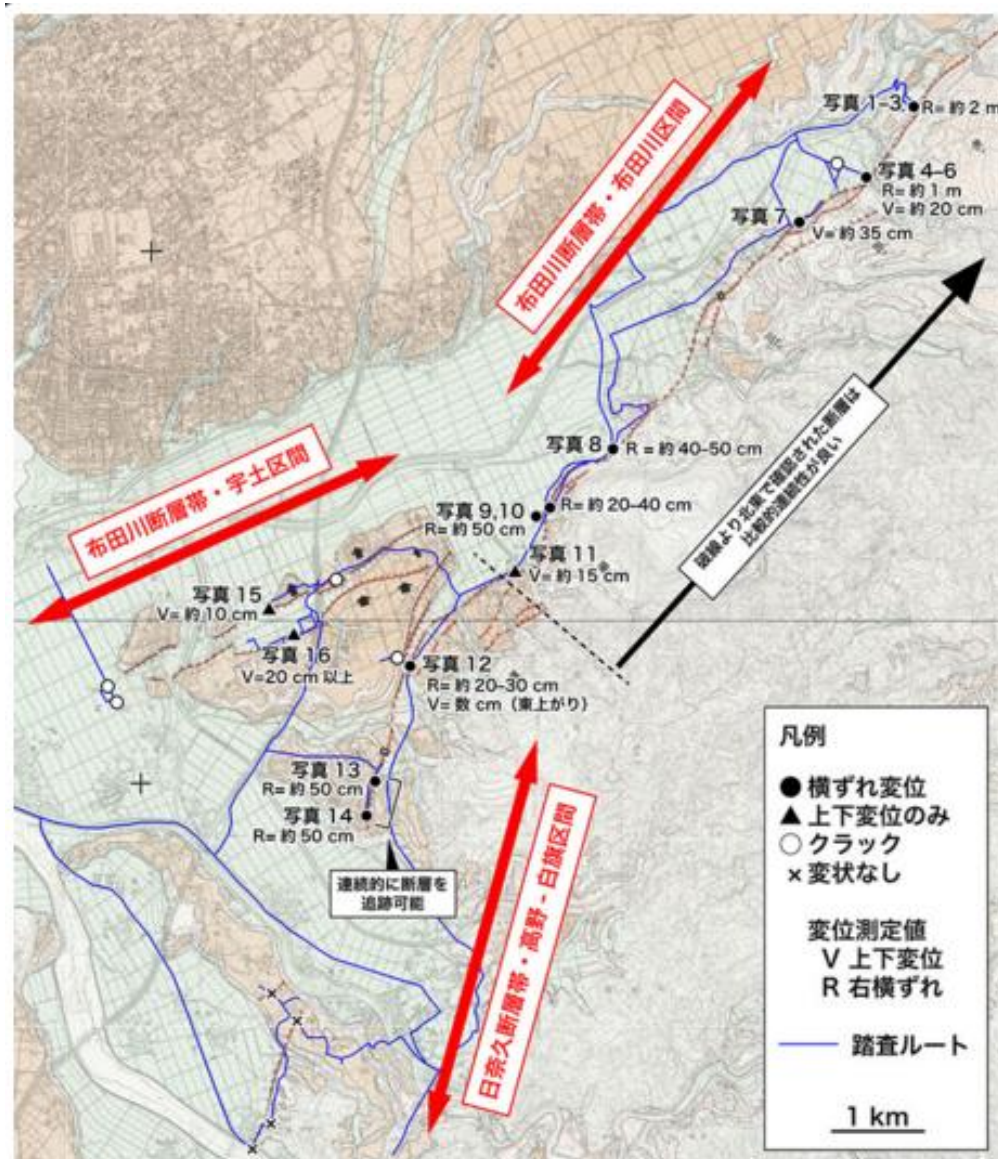 写真 1–3
R= 約 2 m
写真 4–6
R= 約 1 m
V= 約 20 cm
写真 7
V= 約 35 cm
布田川断層帯・布田川区間
破線より北東で確認された断層は
比較的連続性が良い
写真 8
R = 約 40–50 cm
布田川断層帯・宇土区間
写真 9,10
R= 約 50 cm
R= 約 20–40 cm
写真 11
V= 約 15 cm
写真 15
V= 約 10 cm
写真 16
V=20 cm 以上
写真 12
R= 約 20–30 cm
V= 数 cm（東上がり）
写真 13
R= 約 50 cm
写真 14
R= 約 50 cm
連続的に断層を
追跡可能
日奈久断層帯・高野 – 白旗区間
凡例
横ずれ変位
上下変位のみ
クラック
変状なし
変位測定値
V 上下変位
R 右横ずれ
踏査ルート
1 km